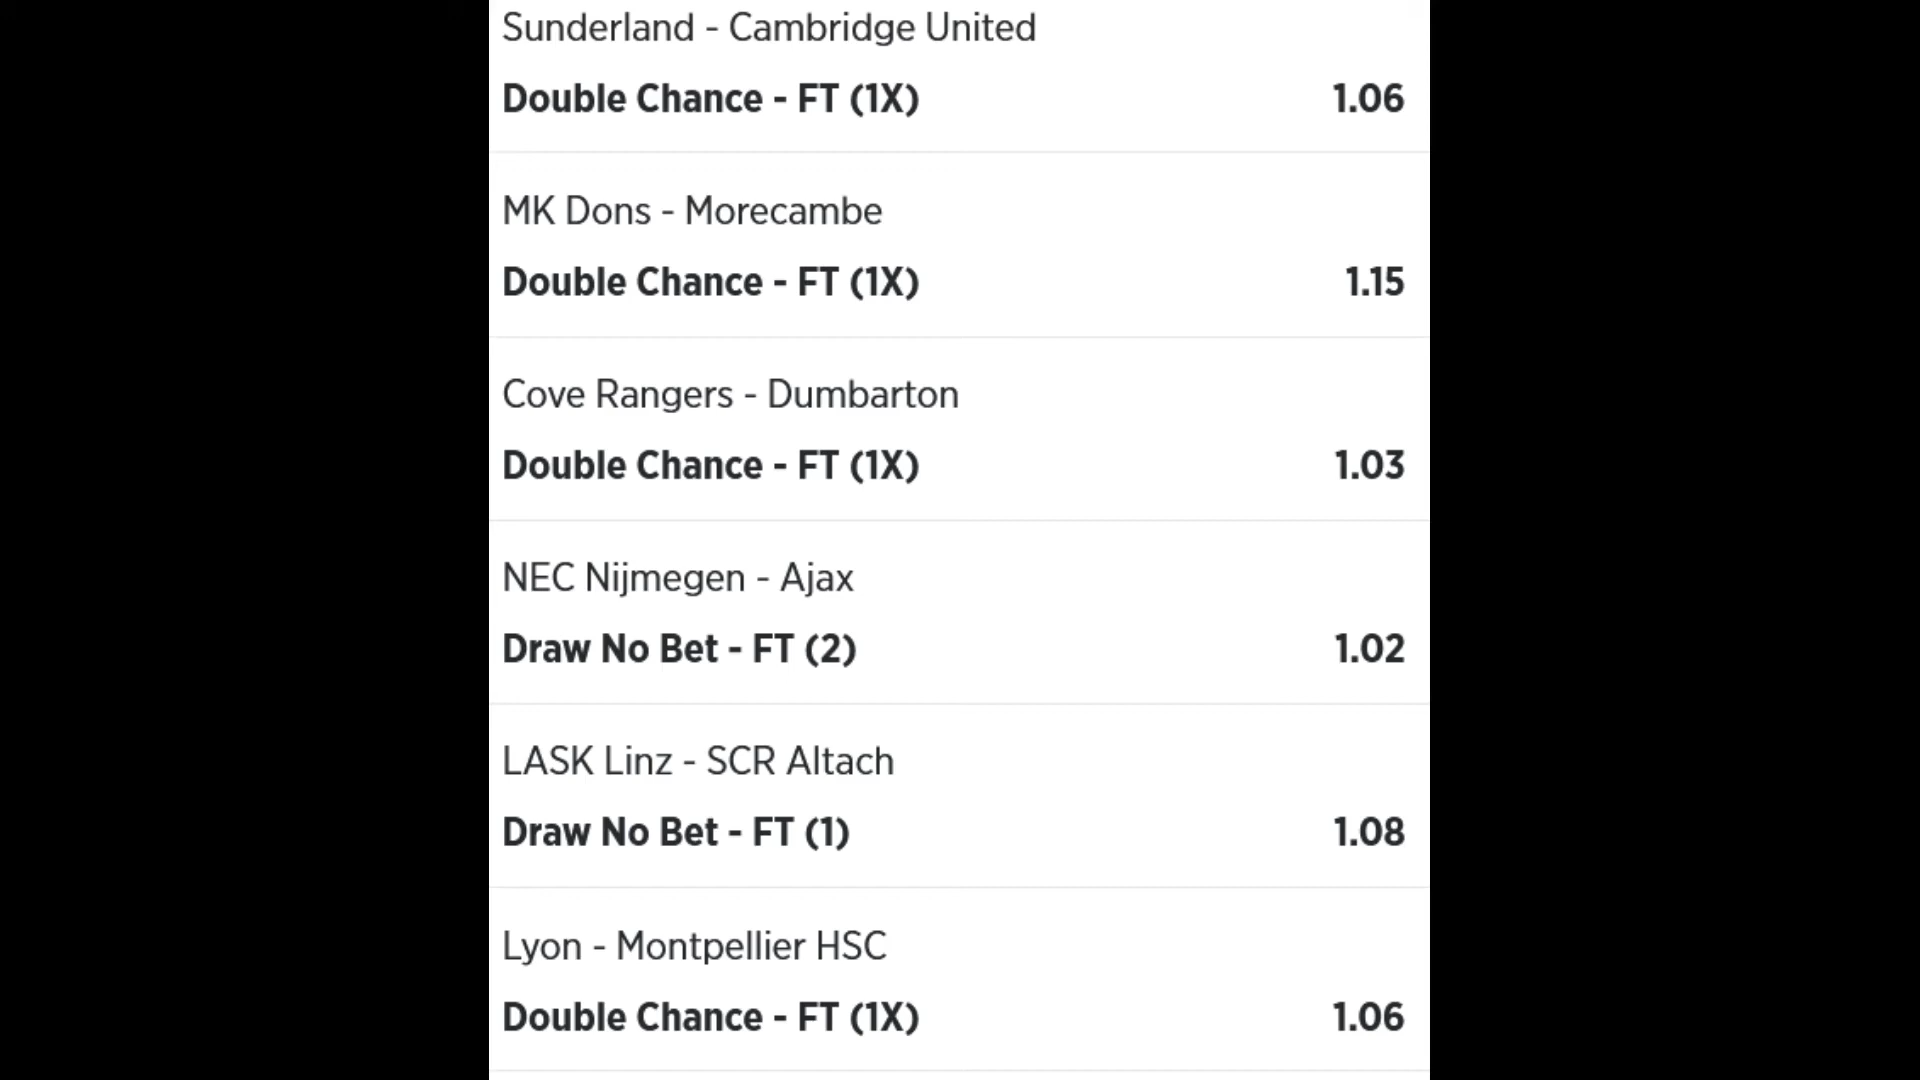 Sunderland - Cambridge United
Double Chance - FT (1X) 1.06
MK Dons - Morecambe
Double Chance - FT (1X) 1.15
Cove Rangers - Dumbarton
Double Chance - FT (1X) 1.03
NEC Nijmegen - Ajax
Draw No Bet - FT (2) 1.02
LASK Linz - SCR Altach
Draw No Bet - FT (1) 1.08
Lyon - Montpellier HSC
Double Chance - FT (1X) 1.06